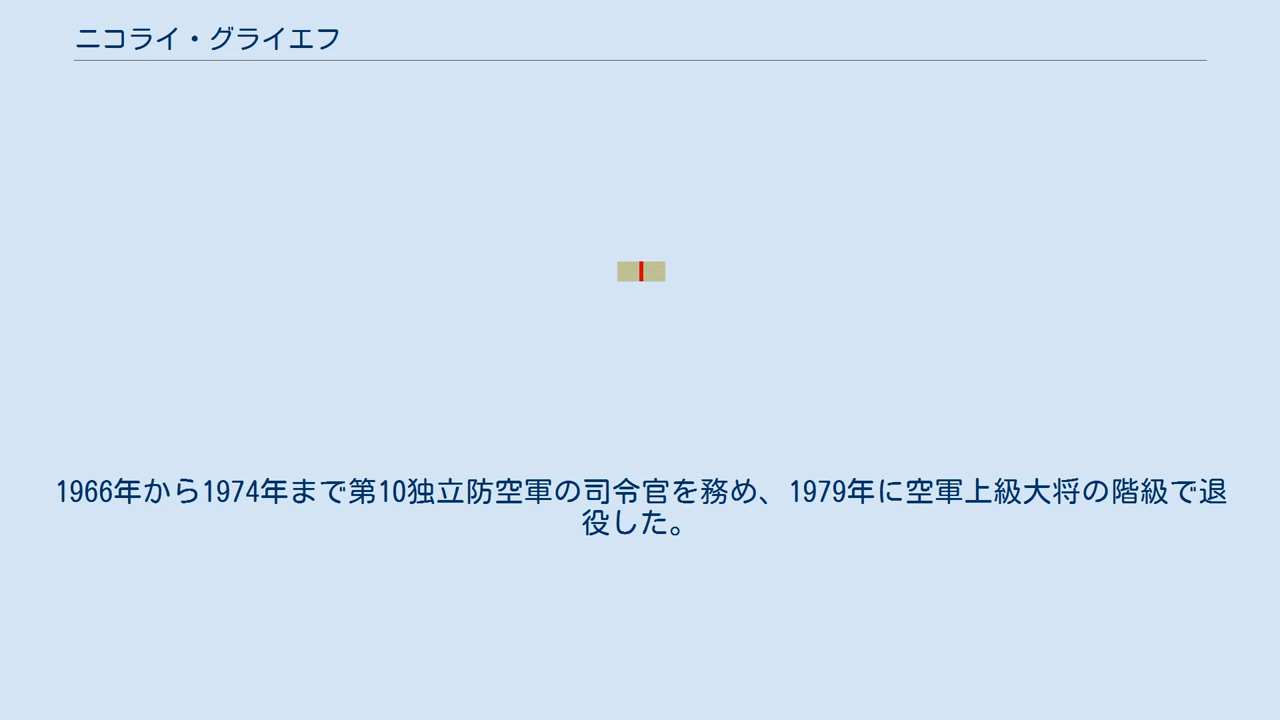 ニコライ・グライエフ
1966年から1974年まで第10独立防空軍の司令官を務め、1979年に空軍上級大将の階級で退
役した。